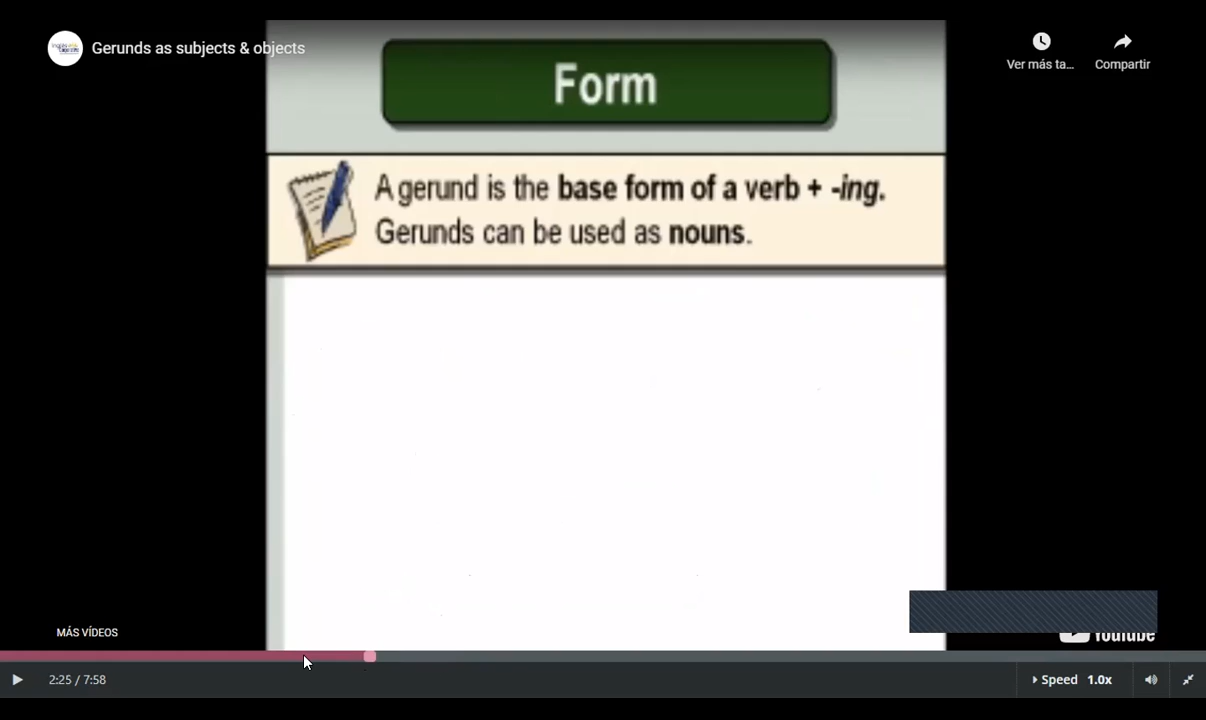 Gerunds as subjects & objects
Ver más ta...
Compartir
Form
A gerund is the base form of a verb + -ing.
Gerunds can be used as nouns.
MÁS VÍDEOS
YouTube
2:25 / 7:58
Speed 1.0x